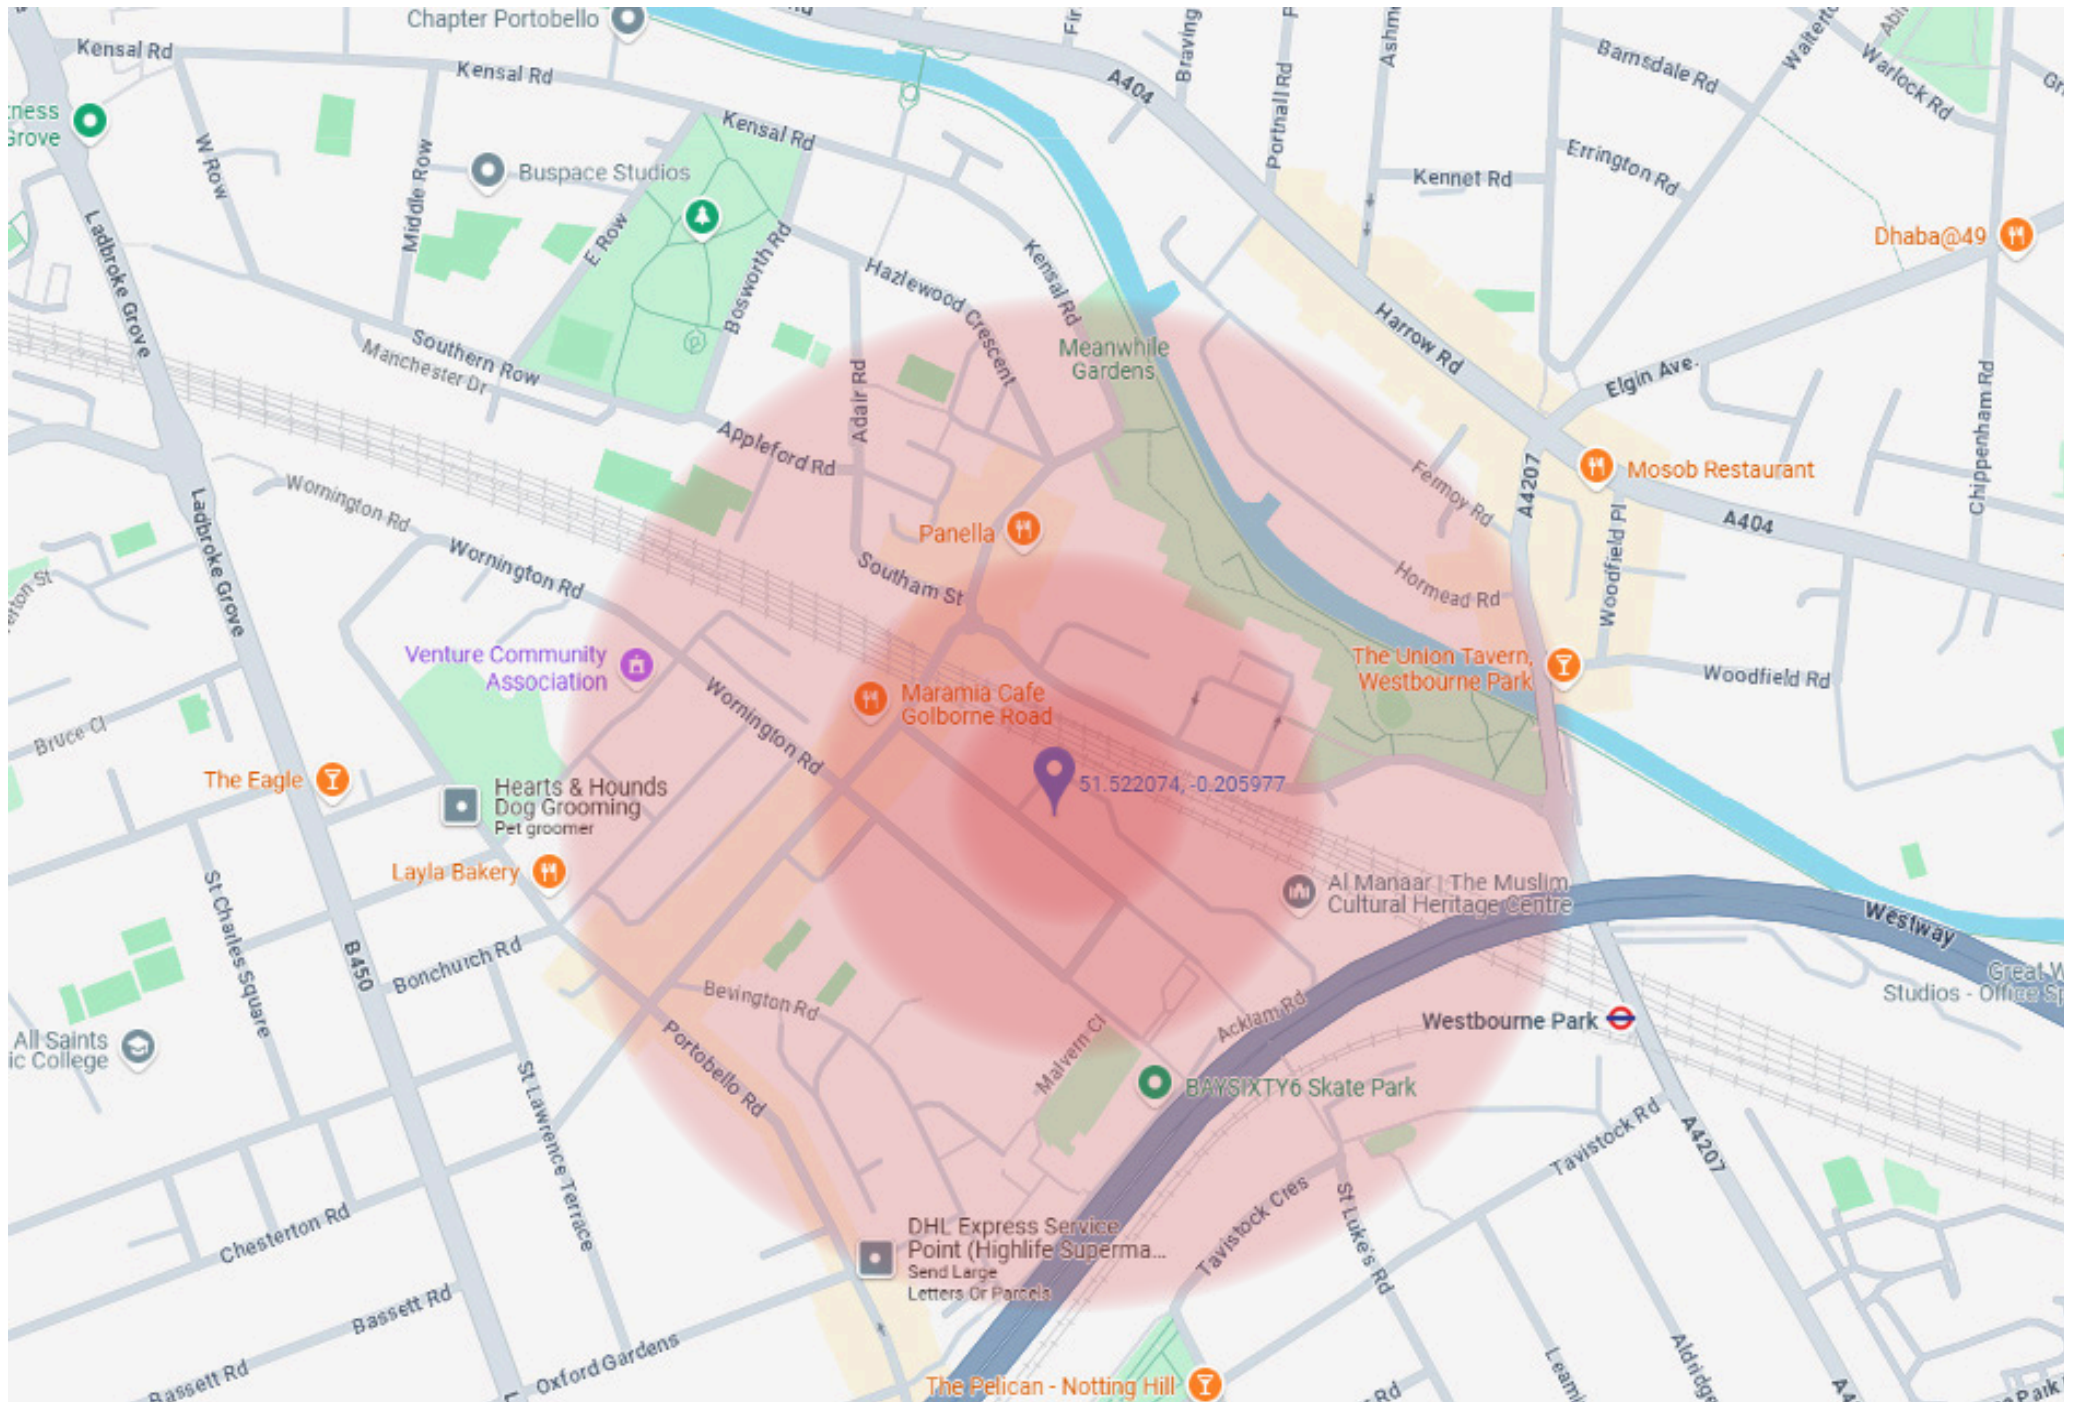 Chapter Portobello
Kensal Rd
Kensal Rd
Kensal Rd
Kensal Rd
A404
Braving
Portnall Rd
Ashm
Barnsdale Rd
Warlock Rd
Errington Rd
Kennet Rd
Grove
W Row
Middle Row
Buspace Studios
E Row
Bosworth Rd
Hazlewood Crescent
Dhaba@49
Ladbroke Grove
Harrow Rd
Elgin Ave.
Chippenham Rd
Southern Row
Manchester Dr
Meanwhile
Gardens
Adair Rd
Appleford Rd
Fermoy Rd
A4207
Mosob Restaurant
A404
Wornington Rd
Wornington Rd
Ladbroke Grove
Panella
Southam St
Hormead Rd
Woodfield Pl
Venture Community
Association
Wornington Rd
Maramia Cafe
Golborne Road
The Union Tavern,
Westbourne Park
Woodfield Rd
Bruce Cl
The Eagle
Hearts & Hounds
Dog Grooming
Pet groomer
51.522074, -0.205977
Layla Bakery
Al Manaar | The Muslim
Cultural Heritage Centre
Westway
St Charles Square
B450
Bonchurch Rd
Bevington Rd
Acklam Rd
Great W
Studios - Office Sp
Westbourne Park
All Saints
ic College
Portobello Rd
Malvern Cl
BAYSIXTY6 Skate Park
St Lawrence Terrace
Tavistock Rd
A4207
Chesterton Rd
Tavistock Cres
St Luke's Rd
DHL Express Service
Point (Highlife Superma...
Send Large
Letters Or Parcels
Bassett Rd
Bassett Rd
Oxford Gardens
The Pelican - Notting Hill
Aldridge
Rd
Park